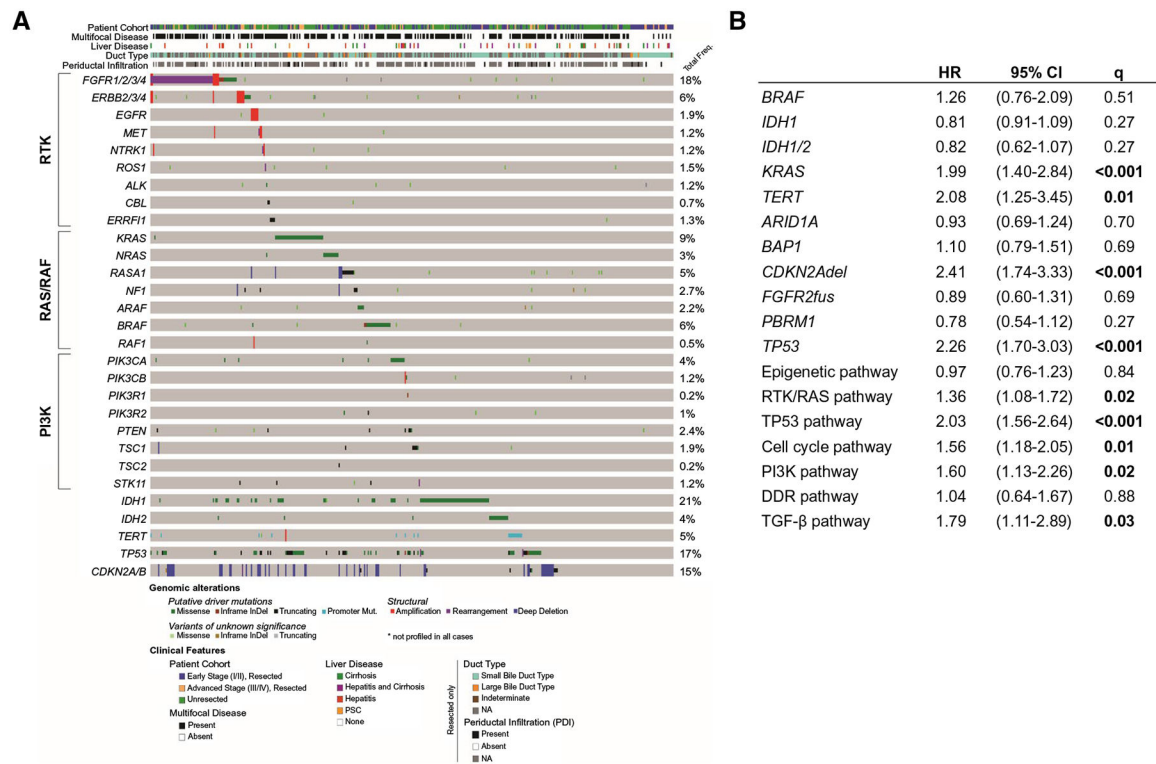 A
Patient Cohort
Multifocal Disease
Liver Disease
Duct Type
Periductal Infiltration
Total Freq.
RTK
FGFR1/2/3/4 18%
ERBB2/3/4 6%
EGFR 1.9%
MET 1.2%
NTRK1 1.2%
ROS1 1.5%
ALK 1.2%
CBL 0.7%
ERRFI1 1.3%
RAS/RAF
KRAS 9%
NRAS 3%
RASA1 5%
NF1 2.7%
ARAF 2.2%
BRAF 6%
RAF1 0.5%
PI3K
PIK3CA 4%
PIK3CB 1.2%
PIK3R1 0.2%
PIK3R2 1%
PTEN 2.4%
TSC1 1.9%
TSC2 0.2%
STK11 1.2%
IDH1 21%
IDH2 4%
TERT 5%
TP53 17%
CDKN2A/B 15%
Genomic alterations
Putative driver mutations
Missense Inframe InDel Truncating Promoter Mut.
Structural
Amplification Rearrangement Deep Deletion
Variants of unknown significance
Missense Inframe InDel Truncating
* not profiled in all cases
Clinical Features
Patient Cohort
Early Stage (I/II), Resected
Advanced Stage (III/IV), Resected
Unresected
Multifocal Disease
Present
Absent
Liver Disease
Cirrhosis
Hepatitis and Cirrhosis
Hepatitis
PSC
None
Resected only
Duct Type
Small Bile Duct Type
Large Bile Duct Type
Indeterminate
NA
Periductal Infiltration (PDI)
Present
Absent
NA
B
HR 95% CI q
BRAF 1.26 (0.76-2.09) 0.51
IDH1 0.81 (0.91-1.09) 0.27
IDH1/2 0.82 (0.62-1.07) 0.27
KRAS 1.99 (1.40-2.84) <0.001
TERT 2.08 (1.25-3.45) 0.01
ARID1A 0.93 (0.69-1.24) 0.70
BAP1 1.10 (0.79-1.51) 0.69
CDKN2Adel 2.41 (1.74-3.33) <0.001
FGFR2fus 0.89 (0.60-1.31) 0.69
PBRM1 0.78 (0.54-1.12) 0.27
TP53 2.26 (1.70-3.03) <0.001
Epigenetic pathway 0.97 (0.76-1.23) 0.84
RTK/RAS pathway 1.36 (1.08-1.72) 0.02
TP53 pathway 2.03 (1.56-2.64) <0.001
Cell cycle pathway 1.56 (1.18-2.05) 0.01
PI3K pathway 1.60 (1.13-2.26) 0.02
DDR pathway 1.04 (0.64-1.67) 0.88
TGF-β pathway 1.79 (1.11-2.89) 0.03